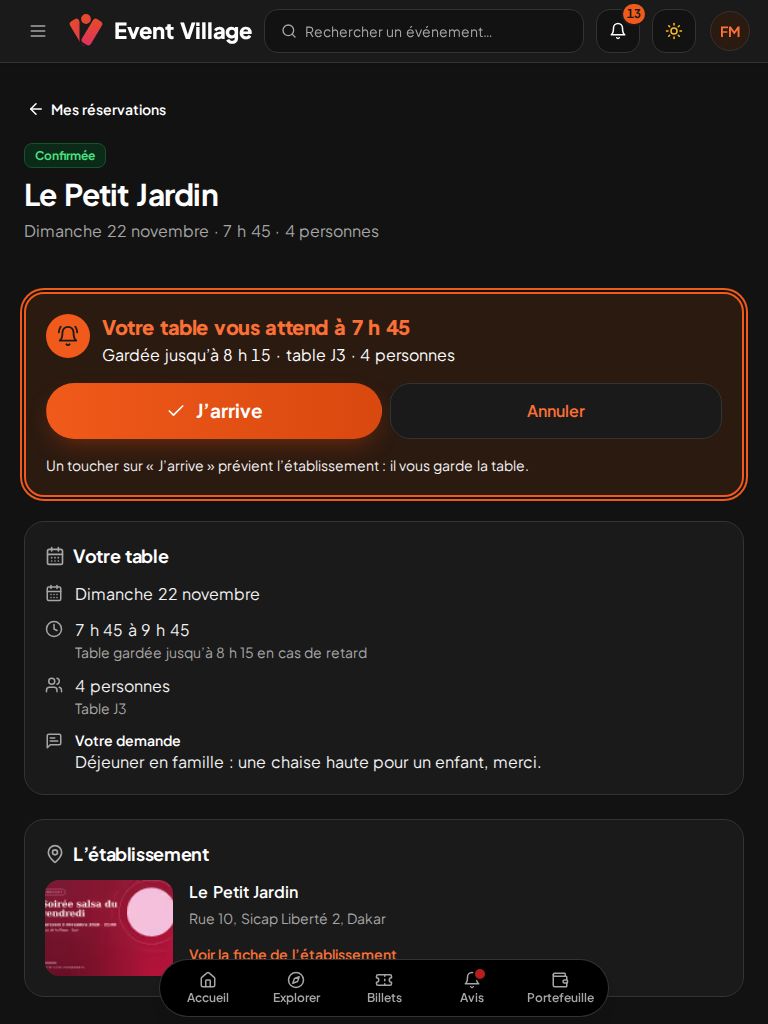 Event Village
Rechercher un événement...
13
FM
Mes réservations
Confirmée
Le Petit Jardin
Dimanche 22 novembre · 7 h 45 · 4 personnes
Votre table vous attend à 7 h 45
Gardée jusqu’à 8 h 15 · table J3 · 4 personnes
J’arrive
Annuler
Un toucher sur « J’arrive » prévient l’établissement : il vous garde la table.
Votre table
Dimanche 22 novembre
7 h 45 à 9 h 45
Table gardée jusqu’à 8 h 15 en cas de retard
4 personnes
Table J3
Votre demande
Déjeuner en famille : une chaise haute pour un enfant, merci.
L’établissement
Soirée salsa du
vendredi
Le Petit Jardin
Rue 10, Sicap Liberté 2, Dakar
Voir la fiche de l’établissement
Accueil
Explorer
Billets
Avis
Portefeuille